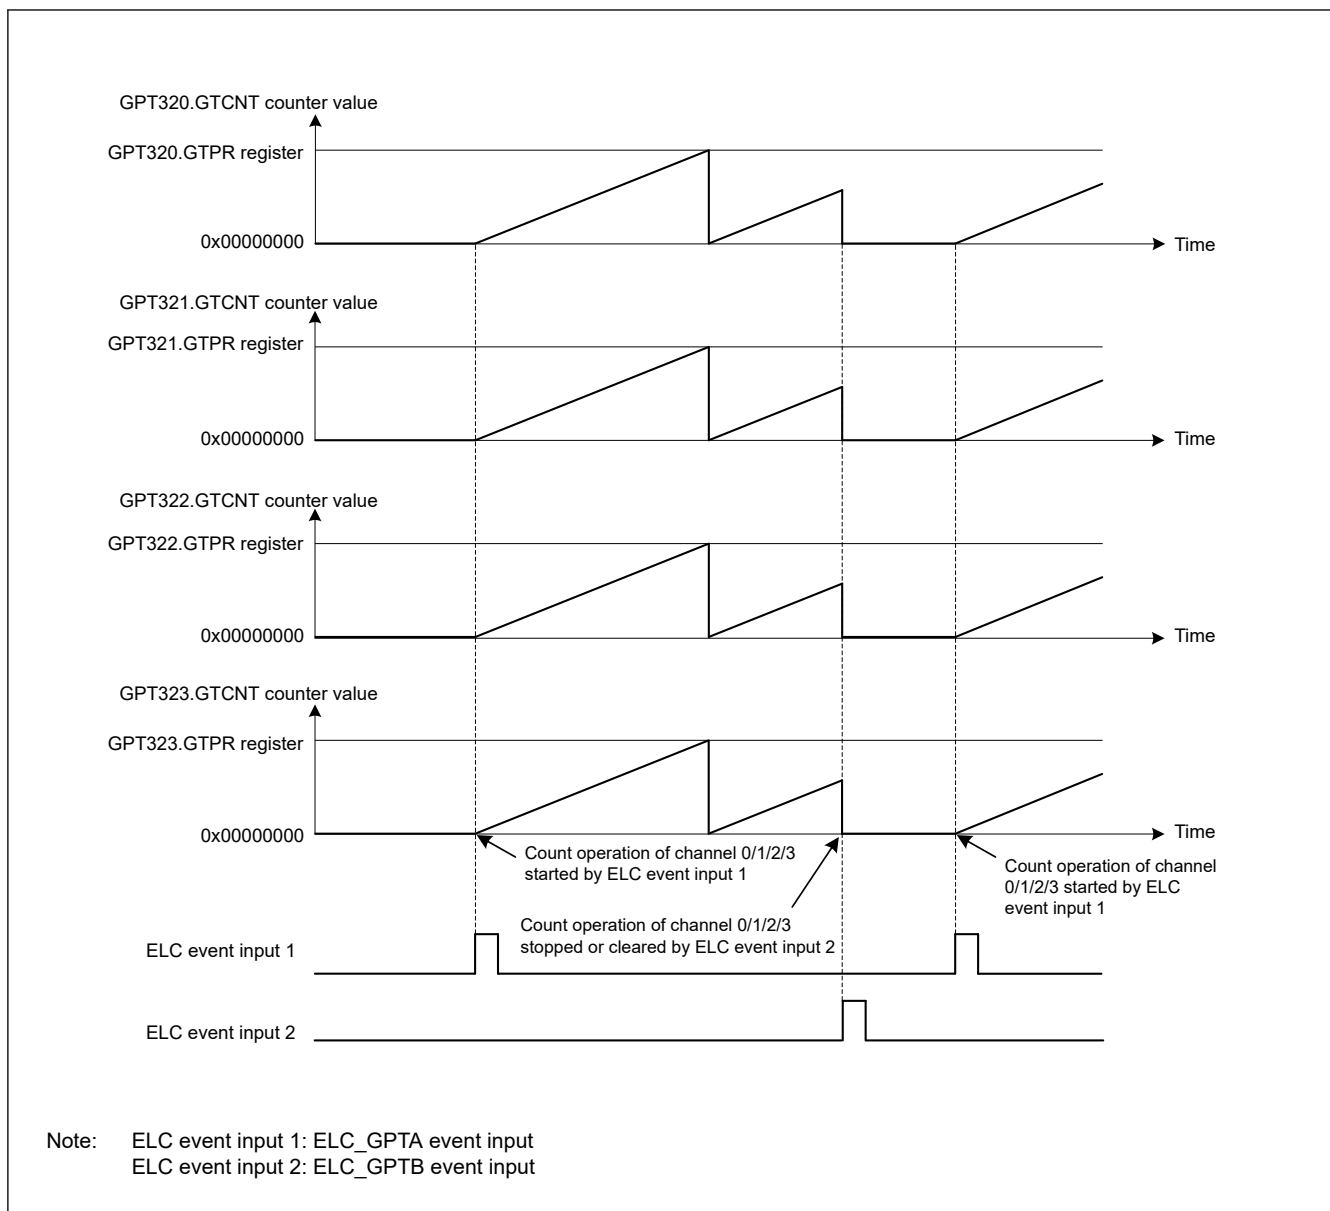 GPT320.GTCNT counter value
GPT320.GTPR register
0x00000000
Time
GPT321.GTCNT counter value
GPT321.GTPR register
0x00000000
Time
GPT322.GTCNT counter value
GPT322.GTPR register
0x00000000
Time
GPT323.GTCNT counter value
GPT323.GTPR register
0x00000000
Time
Count operation of channel 0/1/2/3
started by ELC event input 1
Count operation of channel
0/1/2/3 started by ELC
event input 1
Count operation of channel 0/1/2/3
stopped or cleared by ELC event input 2
ELC event input 1
ELC event input 2
Note: ELC event input 1: ELC_GPTA event input
ELC event input 2: ELC_GPTB event input